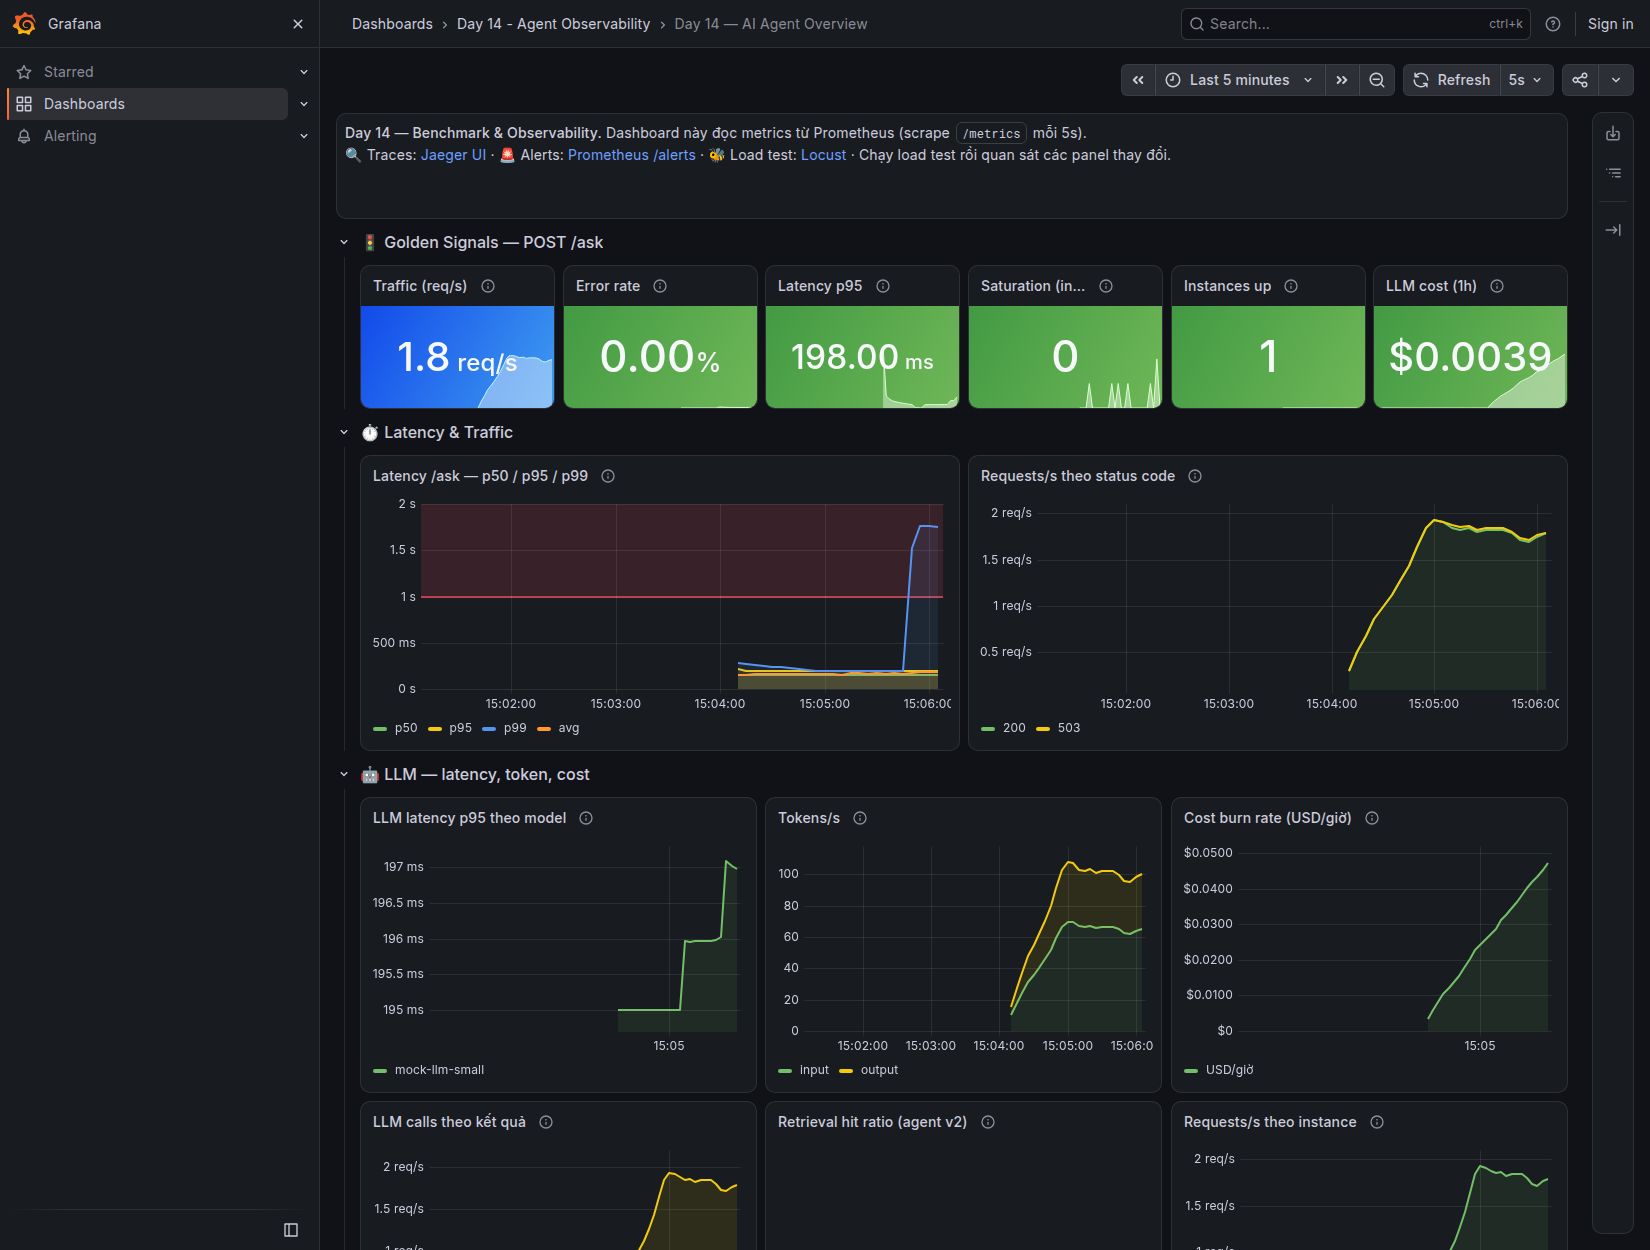 Grafana
Dashboards › Day 14 - Agent Observability › Day 14 — AI Agent Overview
Search...
ctrl+k
Sign in
Starred
Dashboards
Alerting
Last 5 minutes
Refresh
5s
Day 14 — Benchmark & Observability. Dashboard này đọc metrics từ Prometheus (scrape /metrics mỗi 5s).
🔍 Traces: Jaeger UI · 🚨 Alerts: Prometheus /alerts · 🐝 Load test: Locust · Chạy load test rồi quan sát các panel thay đổi.
🚦 Golden Signals — POST /ask
Traffic (req/s)
1.8 req/s
Error rate
0.00%
Latency p95
198.00 ms
Saturation (in...
0
Instances up
1
LLM cost (1h)
$0.0039
⏱️ Latency & Traffic
Latency /ask — p50 / p95 / p99
2 s
1.5 s
1 s
500 ms
0 s
15:02:00 15:03:00 15:04:00 15:05:00 15:06:00
p50 p95 p99 avg
Requests/s theo status code
2 req/s
1.5 req/s
1 req/s
0.5 req/s
15:02:00 15:03:00 15:04:00 15:05:00 15:06:00
200 503
🤖 LLM — latency, token, cost
LLM latency p95 theo model
197 ms
196.5 ms
196 ms
195.5 ms
195 ms
15:05
mock-llm-small
Tokens/s
100
80
60
40
20
0
15:02:00 15:03:00 15:04:00 15:05:00 15:06:0
input output
Cost burn rate (USD/giờ)
$0.0500
$0.0400
$0.0300
$0.0200
$0.0100
$0
15:05
USD/giờ
LLM calls theo kết quả
2 req/s
1.5 req/s
1 req/s
Retrieval hit ratio (agent v2)
Requests/s theo instance
2 req/s
1.5 req/s
1 req/s